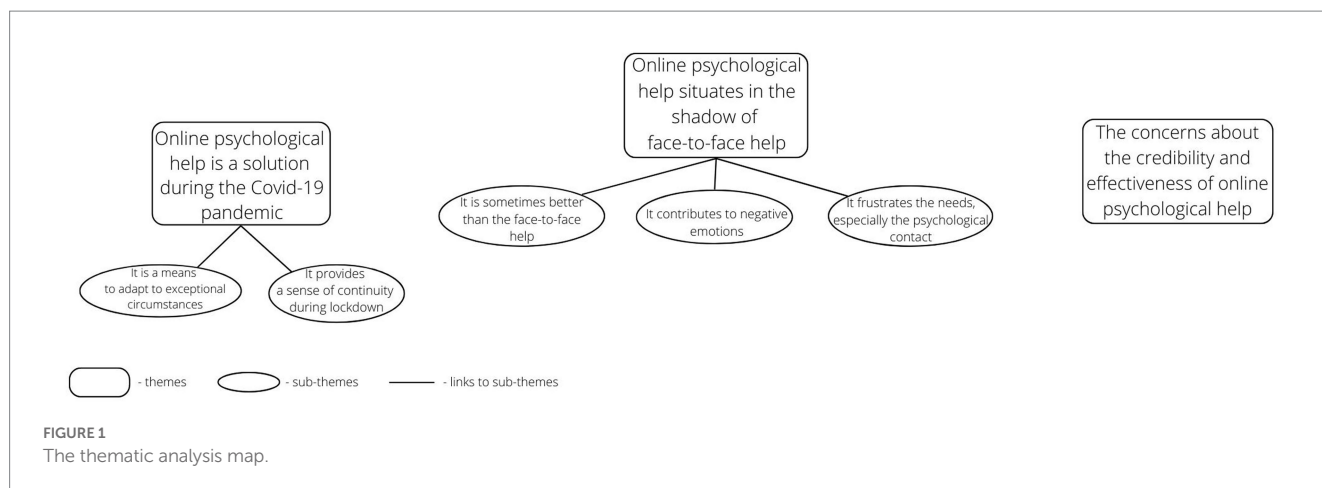 Online psychological
help is a solution
during the Covid-19
pandemic
It is a means
to adapt to exceptional
circumstances
It provides
a sense of continuity
during lockdown
Online psychological
help situates in the
shadow of
face-to-face help
It is sometimes better
than the face-to-face
help
It contributes to negative
emotions
It frustrates the needs,
especially the psychological
contact
The concerns about
the credibility and
effectiveness of online
psychological help
- themes
- sub-themes
- links to sub-themes
FIGURE 1
The thematic analysis map.